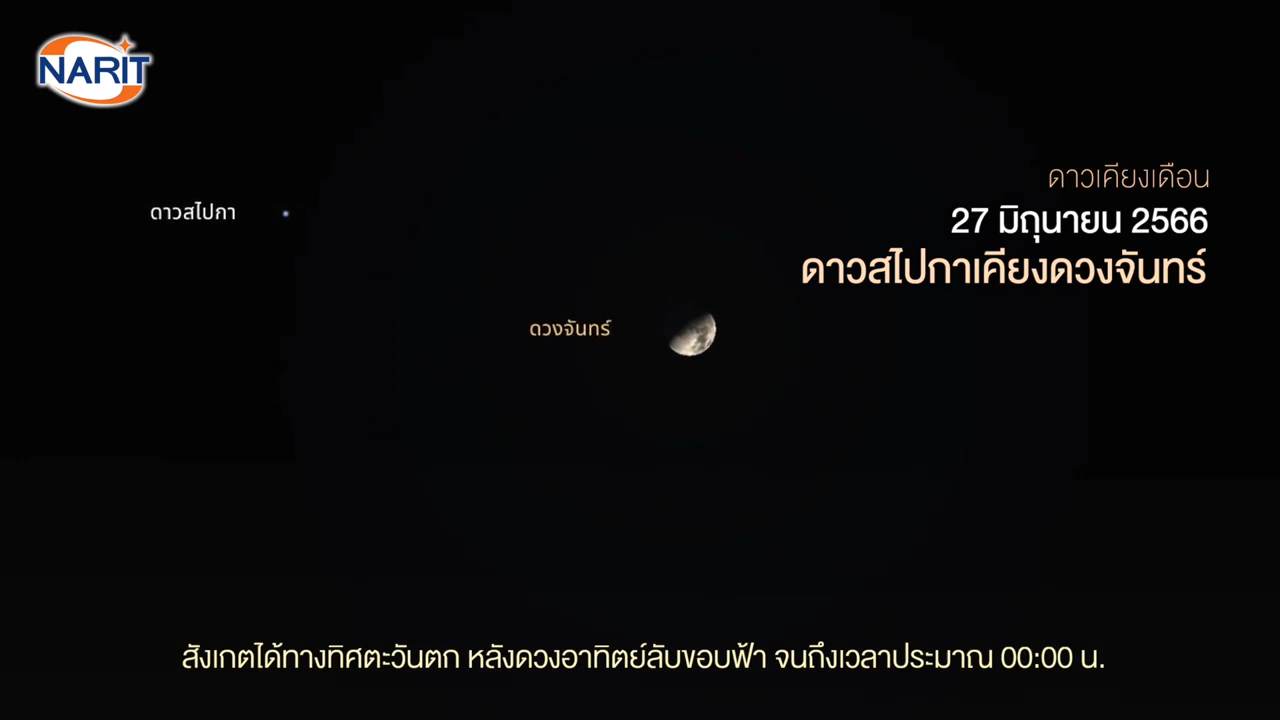 NARIT
ดาวเคียงเดือน
27 มิถุนายน 2566
ดาวสไปกาเคียงดวงจันทร์
ดาวสไปกา
ดวงจันทร์
สังเกตได้ทางทิศตะวันตก หลังดวงอาทิตย์ลับขอบฟ้า จนถึงเวลาประมาณ 00:00 น.